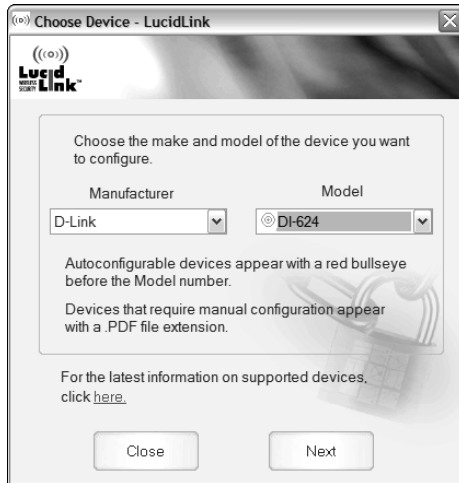 Choose Device - LucidLink
Lucid
WIRELESS
SECURITY Link™
Choose the make and model of the device you want
to configure.
Manufacturer Model
D-Link DI-624
Autoconfigurable devices appear with a red bullseye
before the Model number.
Devices that require manual configuration appear
with a .PDF file extension.
For the latest information on supported devices,
click here.
Close Next